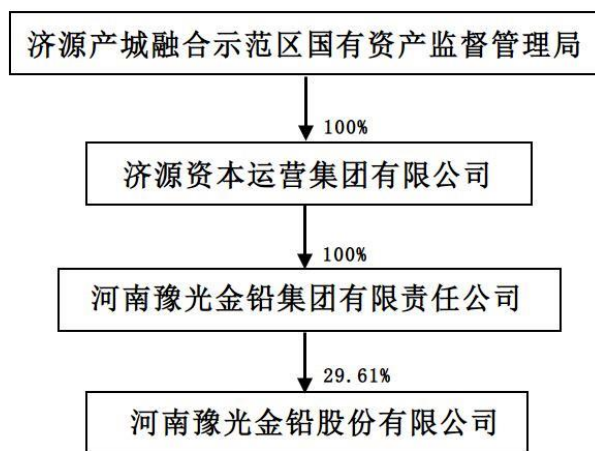 济源产城融合示范区国有资产监督管理局
100%
济源资本运营集团有限公司
100%
河南豫光金铅集团有限责任公司
29.61%
河南豫光金铅股份有限公司